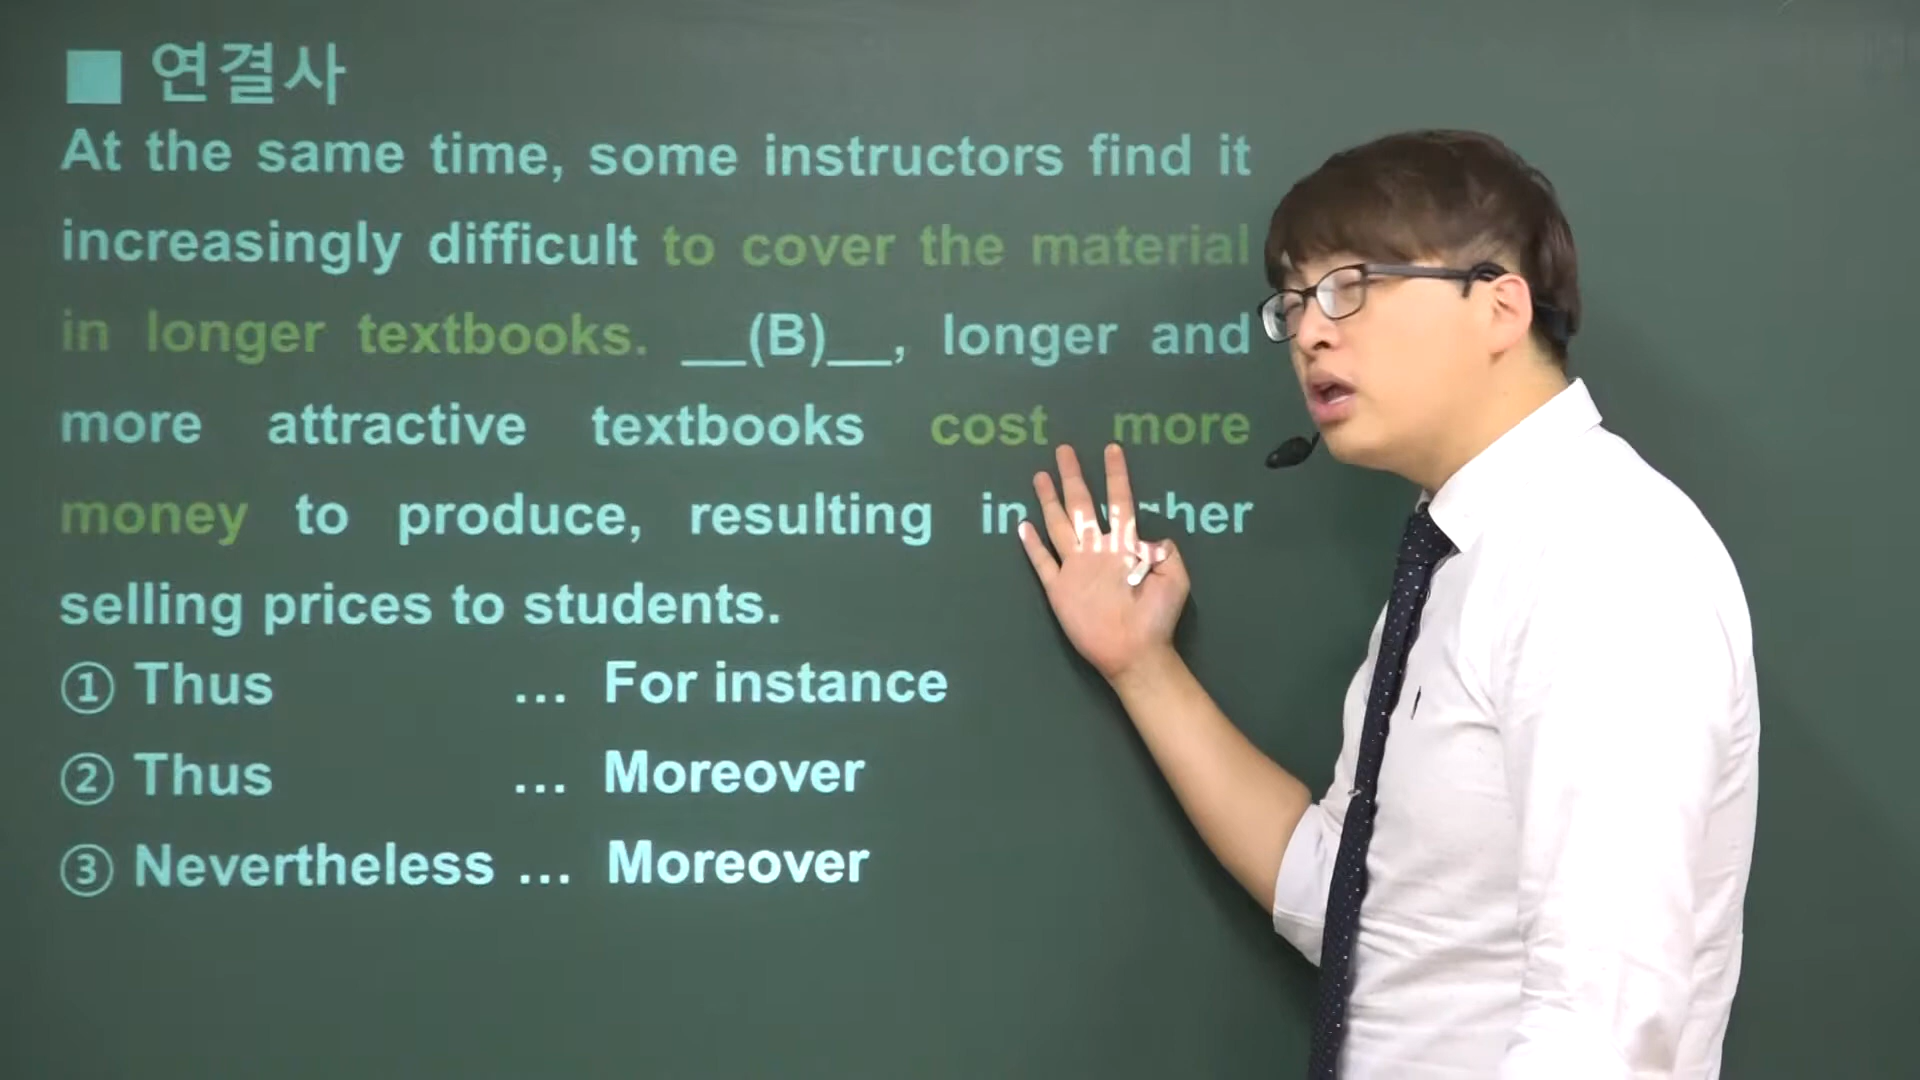 ■ 연결사
At the same time, some instructors find it
increasingly difficult to cover the material
in longer textbooks. __(B)__, longer and
more attractive textbooks cost more
money to produce, resulting in higher
selling prices to students.
① Thus … For instance
② Thus … Moreover
③ Nevertheless … Moreover